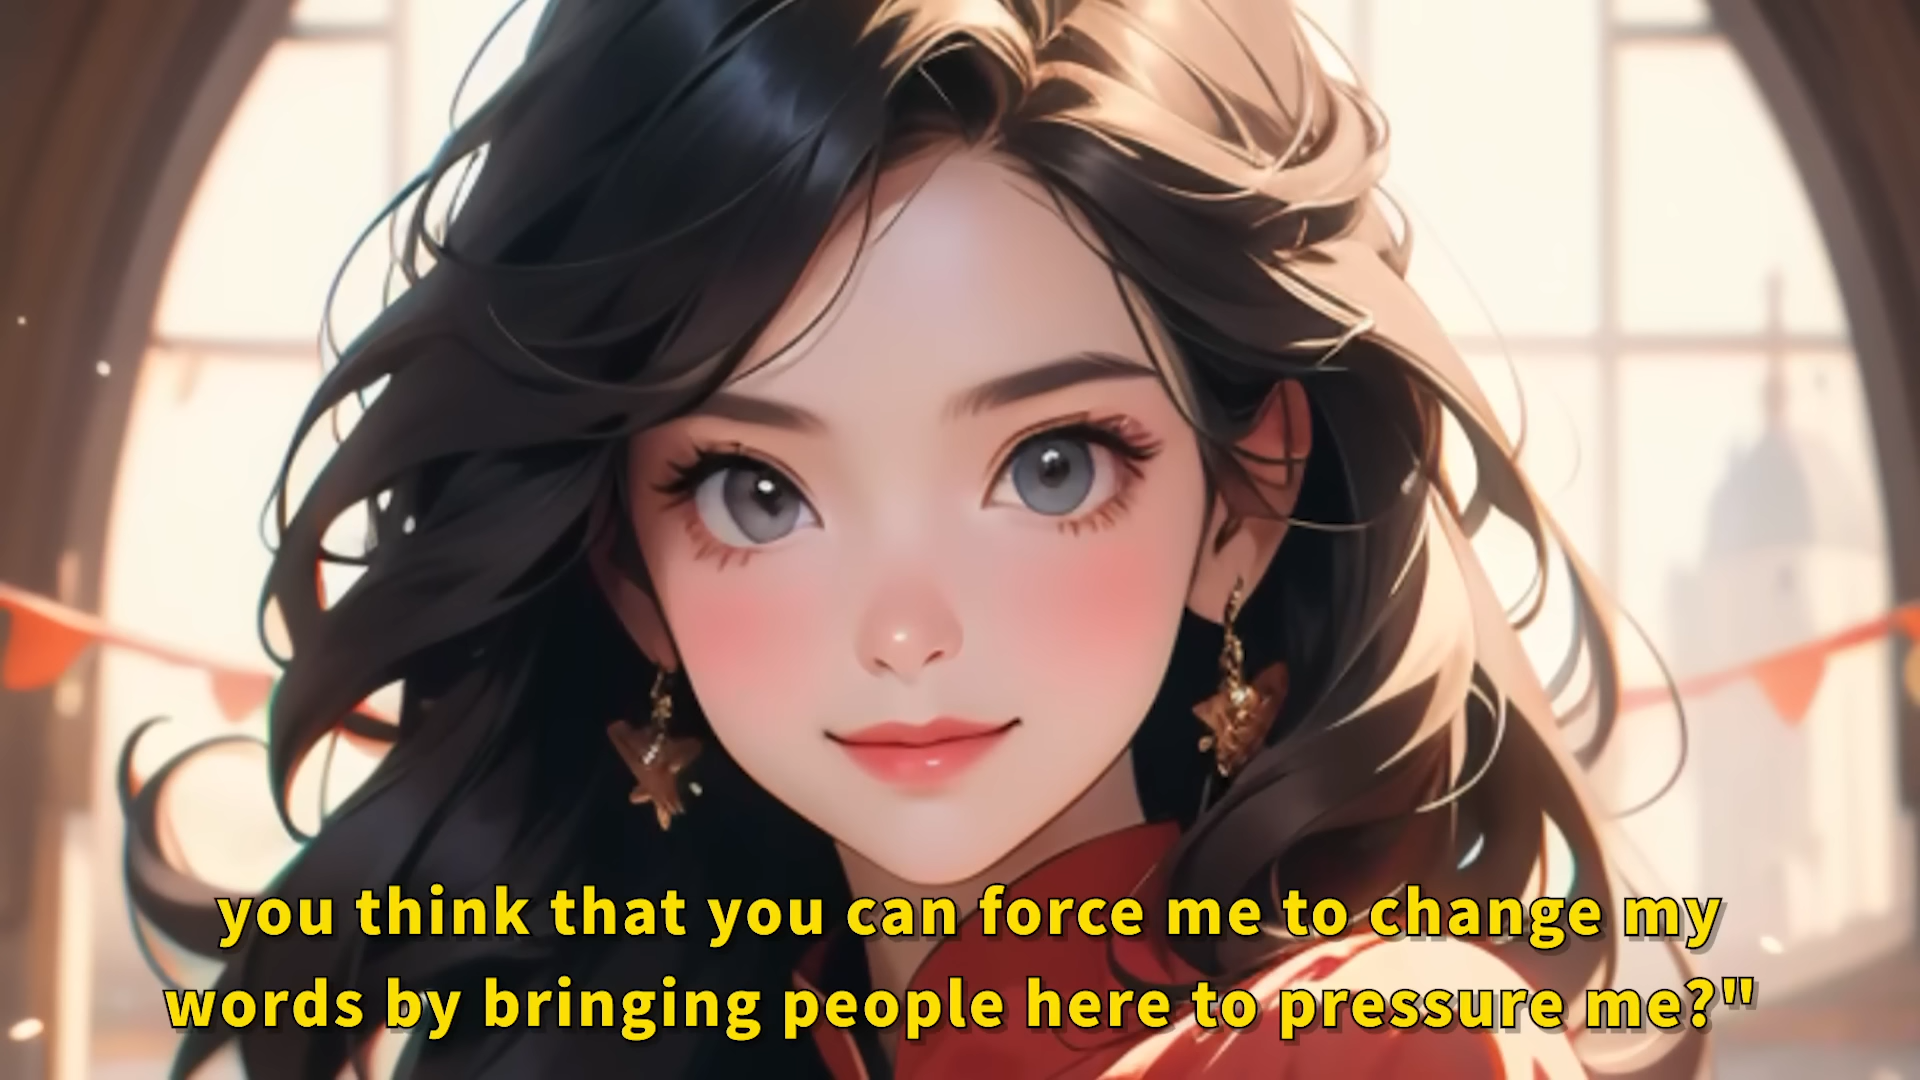 you think that you can force me to change my
words by bringing people here to pressure me?"